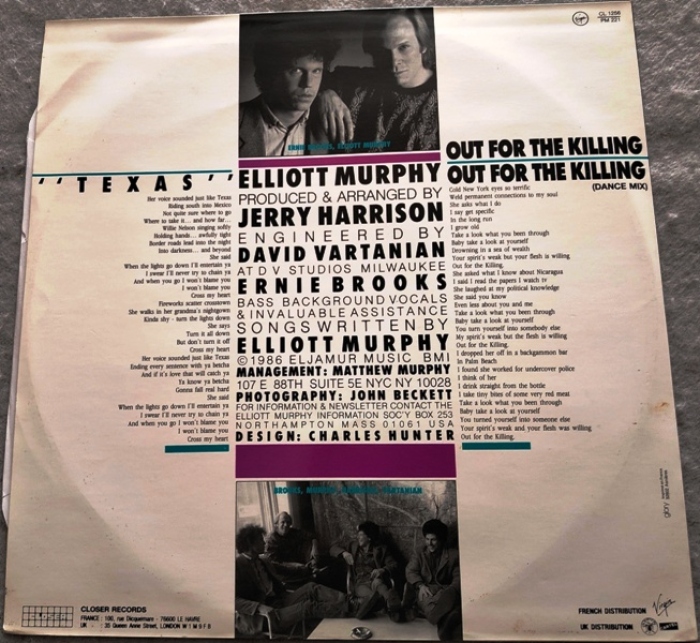 CL 1208
PM 221
ERNIE BROOKS, ELLIOTT MURPHY
OUT FOR THE KILLING
OUT FOR THE KILLING
(DANCE MIX)
"TEXAS"
Her voice sounded just like Texas
Riding south into Mexico
Not quite sure where to go
Where to take it... and how far...
Willie Nelson singing softly
Holding hands... awfully tight
Border roads lead into the night
Into darkness... and beyond
She said
When the lights go down I'll entertain ya
I swear I'll never try to chain ya
And when you go I won't blame you
I won't blame you
Cross my heart
Fireworks scatter crosstown
She walks in her grandma's nightgown
Kinda shy - turn the lights down
She says
Turn it all down
But don't turn it off
Cross my heart
Her voice sounded just like Texas
Ending every sentence with ya betcha
And if it's love that will catch ya
Ya know ya betcha
Gonna fall real hard
She said
When the lights go down I'll entertain ya
I swear I'll never try to chain ya
And when you go I won't blame you
I won't blame you
Cross my heart
ELLIOTT MURPHY
PRODUCED & ARRANGED BY
JERRY HARRISON
ENGINEERED BY
DAVID VARTANIAN
AT D V STUDIOS MILWAUKEE
ERNIE BROOKS
BASS BACKGROUND VOCALS
& INVALUABLE ASSISTANCE
SONGS WRITTEN BY
ELLIOTT MURPHY
©1986 ELJAMUR MUSIC BMI
MANAGEMENT: MATTHEW MURPHY
107 E 88TH SUITE 5E NYC NY 10028
PHOTOGRAPHY: JOHN BECKETT
FOR INFORMATION & NEWSLETTER CONTACT THE
ELLIOTT MURPHY INFORMATION SOC'Y BOX 253
NORTHAMPTON MASS 01061 USA
DESIGN: CHARLES HUNTER
Cold New York eyes so terrific
Weld permanent connections to my soul
She asks what I do
I say get specific
In the long run
I grow old
Take a look what you been through
Baby take a look at yourself
Drowning in a sea of wealth
Your spirit's weak but your flesh is willing
Out for the Killing.
She asked what I know about Nicaragua
I said I read the papers I watch tv
She laughed at my political knowledge
She said you know
Even less about you and me
Take a look what you been through
Baby take a look at yourself
You turn yourself into somebody else
My spirit's weak but the flesh is willing
Out for the Killing.
I dropped her off in a backgammon bar
In Palm Beach
I found she worked for undercover police
I think of her
I drink straight from the bottle
I take tiny bites of some very red meat
Take a look what you been through
Baby take a look at yourself
You turned yourself into someone else
Your spirit's weak and your flesh was willing
Out for the Killing.
VARTANIAN
CLOSER RECORDS
FRANCE : 186, rue Dicquemare - 76600 LE HAVRE
UK : 35 Queen Anne Street, LONDON W 1 M 9 F B
FRENCH DISTRIBUTION
Virgin
UK DISTRIBUTION